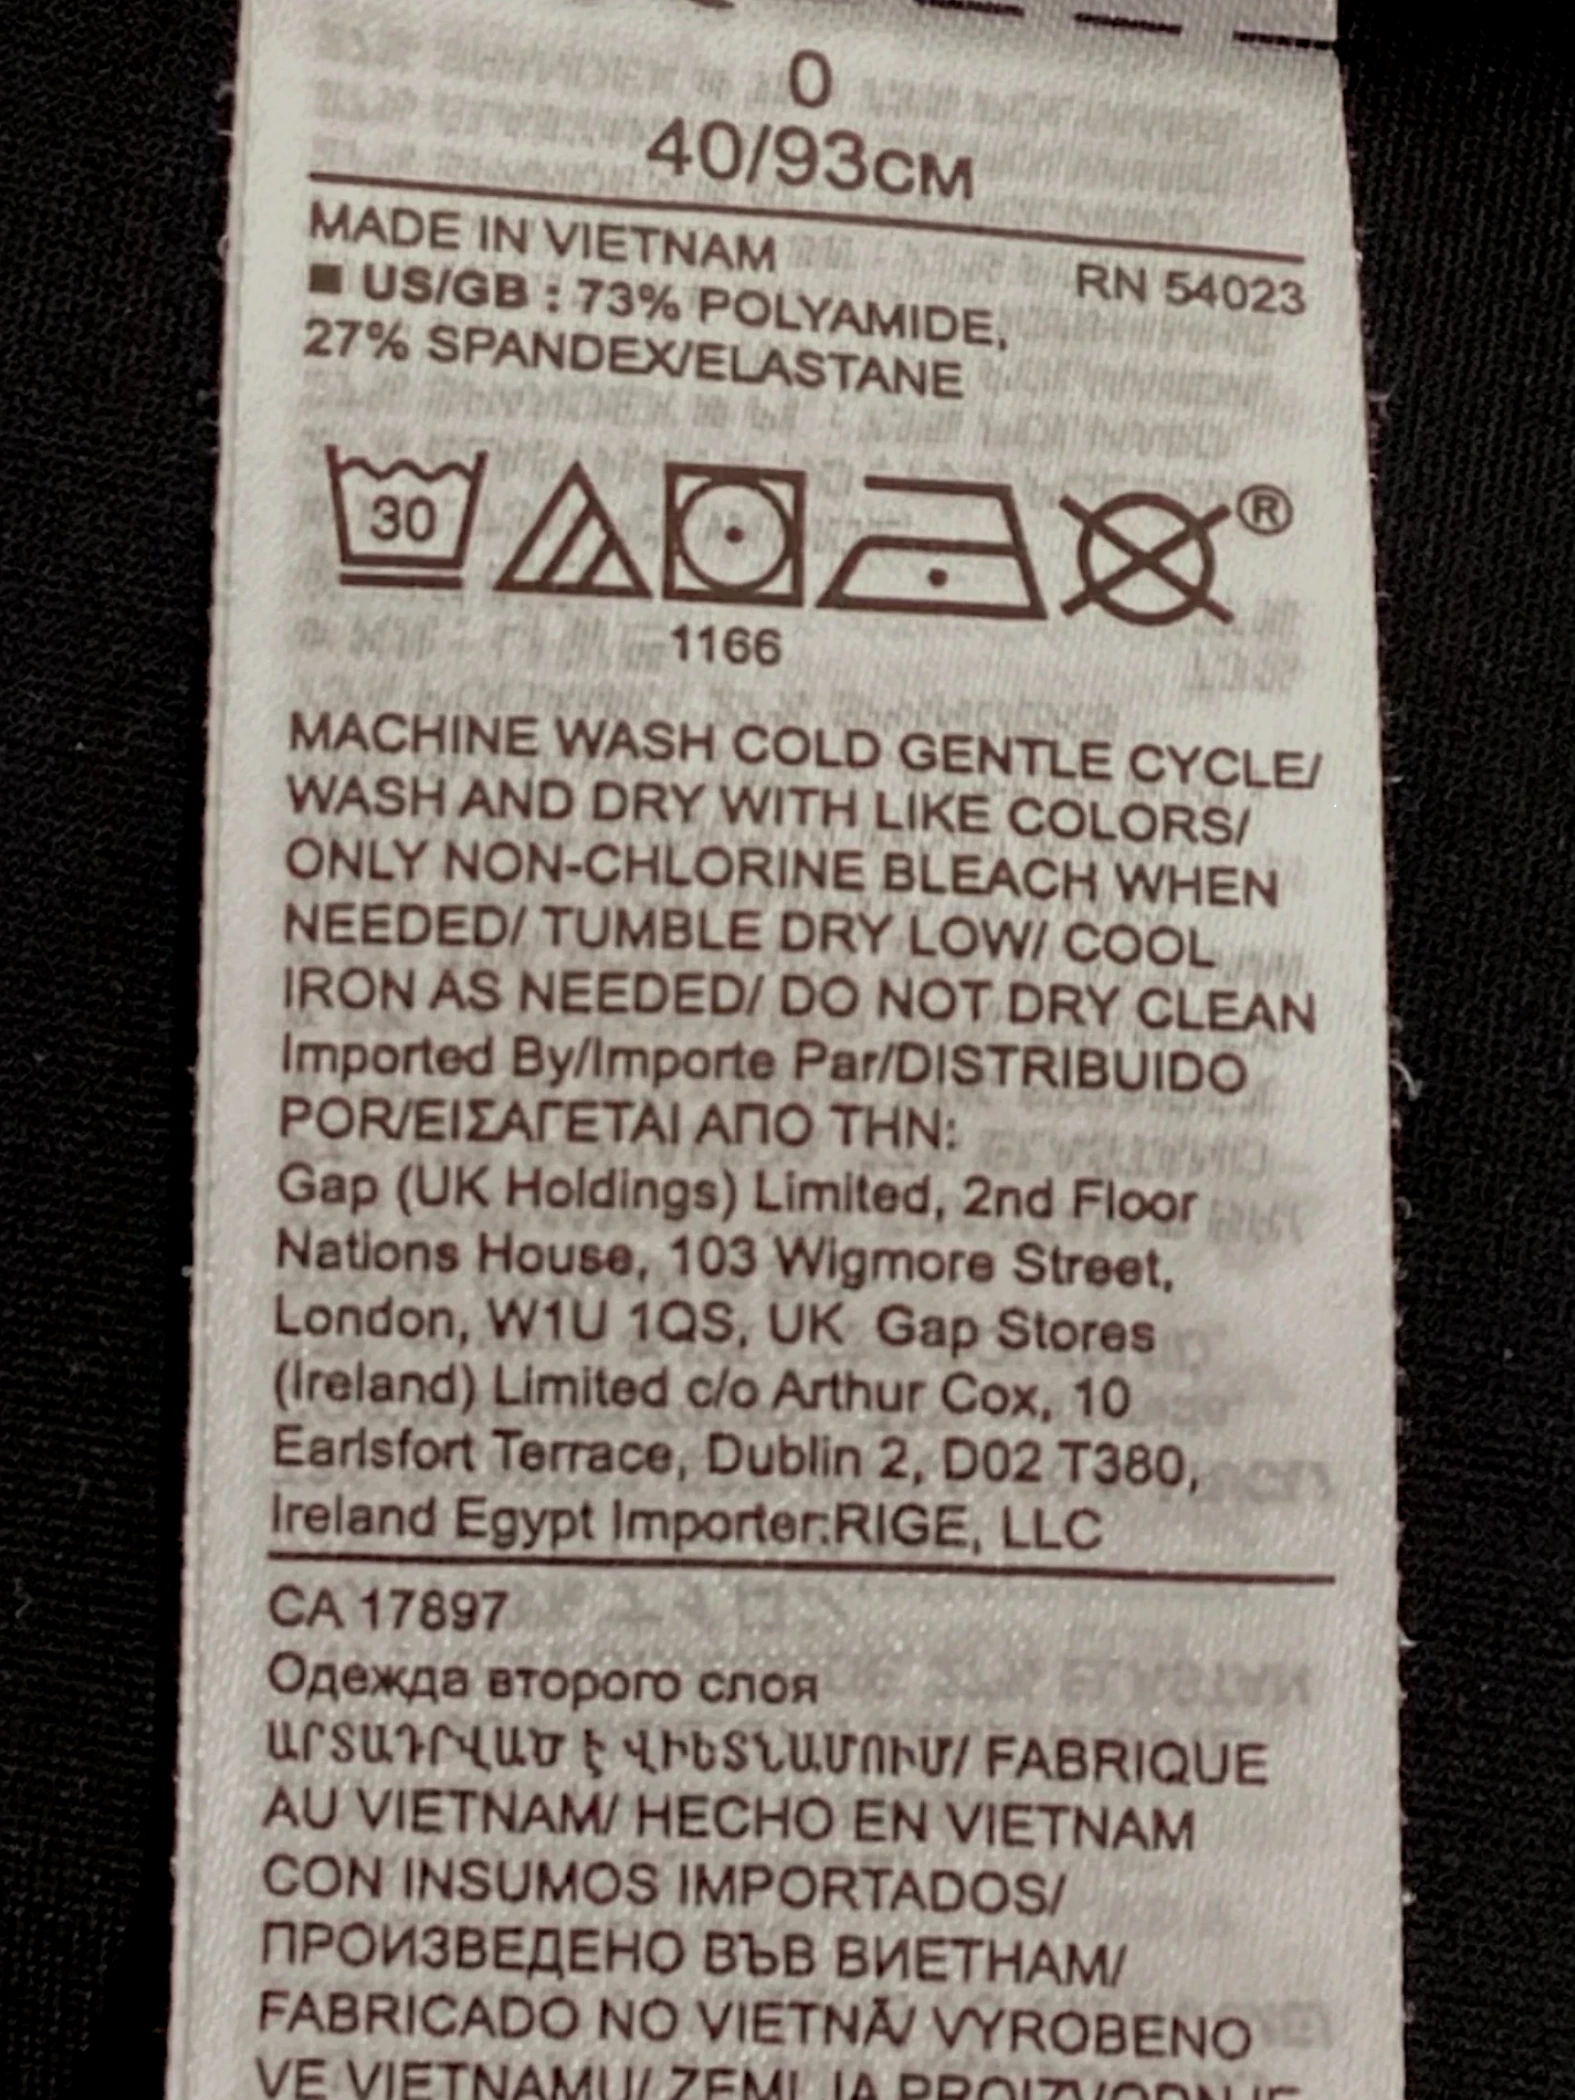 0
40/93CM
MADE IN VIETNAM
RN 54023
■ US/GB : 73% POLYAMIDE,
27% SPANDEX/ELASTANE
30
®
1166
MACHINE WASH COLD GENTLE CYCLE/
WASH AND DRY WITH LIKE COLORS/
ONLY NON-CHLORINE BLEACH WHEN
NEEDED/ TUMBLE DRY LOW/ COOL
IRON AS NEEDED/ DO NOT DRY CLEAN
Imported By/Importe Par/DISTRIBUIDO
POR/ΕΙΣΑΓΕΤΑΙ ΑΠΟ ΤΗΝ:
Gap (UK Holdings) Limited, 2nd Floor
Nations House, 103 Wigmore Street,
London, W1U 1QS, UK  Gap Stores
(Ireland) Limited c/o Arthur Cox, 10
Earlsfort Terrace, Dublin 2, D02 T380,
Ireland Egypt Importer:RIGE, LLC
CA 17897
Одежда второго слоя
ԱՐՏԱԴՐՎԱԾ Է ՎԻԵՏՆԱՄՈՒՄ/ FABRIQUE
AU VIETNAM/ HECHO EN VIETNAM
CON INSUMOS IMPORTADOS/
ПРОИЗВЕДЕНО ВЪВ ВИЕТНАМ/
FABRICADO NO VIETNÃ/ VYROBENO
VE VIETNAMU/ ZEMLJA PROIZVODNJE